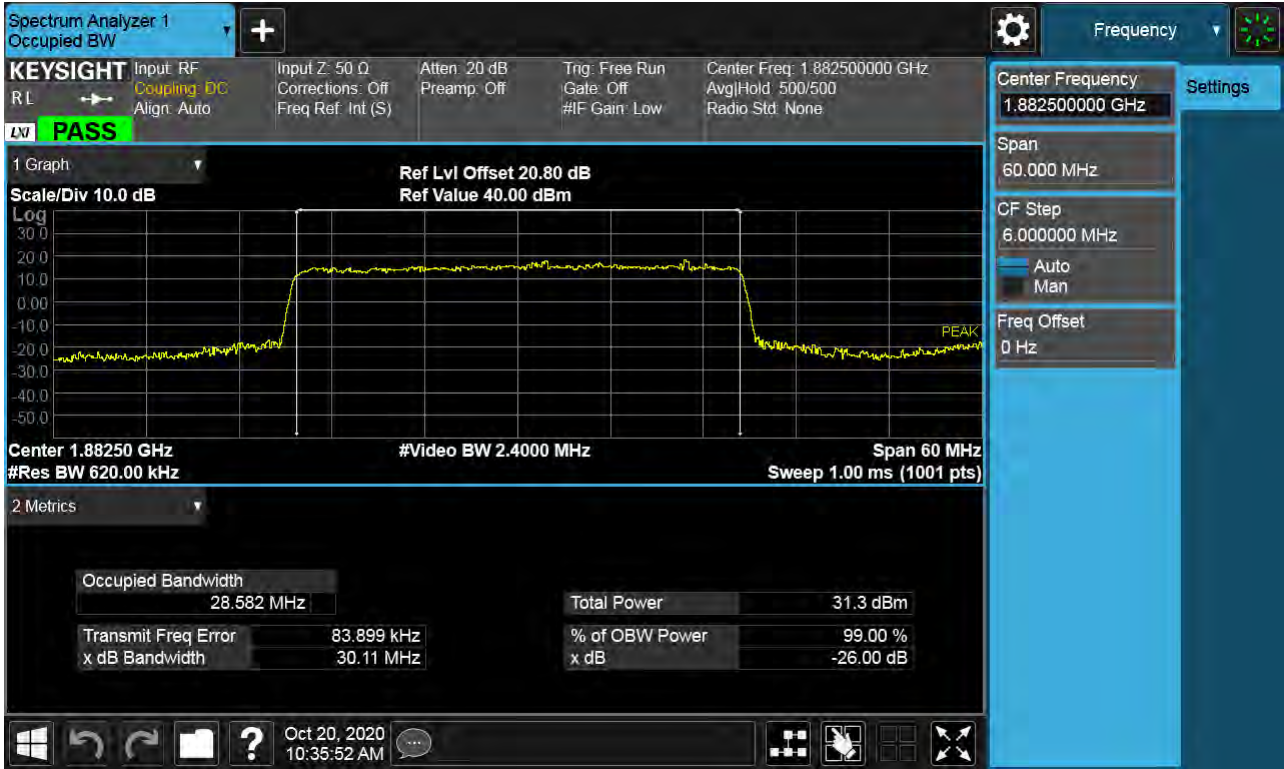 Spectrum Analyzer 1
Occupied BW
+
Frequency
KEYSIGHT
RL
LXI
PASS
Input: RF
Coupling: DC
Align: Auto
Input Z: 50 Ω
Corrections: Off
Freq Ref: Int (S)
Atten: 20 dB
Preamp: Off
Trig: Free Run
Gate: Off
#IF Gain: Low
Center Freq: 1.882500000 GHz
Avg|Hold: 500/500
Radio Std: None
Center Frequency
1.882500000 GHz
Settings
Span
60.000 MHz
CF Step
6.000000 MHz
Auto
Man
Freq Offset
0 Hz
1 Graph
Scale/Div 10.0 dB
Ref Lvl Offset 20.80 dB
Ref Value 40.00 dBm
Log
30.0
20.0
10.0
0.00
-10.0
-20.0
-30.0
-40.0
-50.0
PEAK
Center 1.88250 GHz
#Video BW 2.4000 MHz
Span 60 MHz
#Res BW 620.00 kHz
Sweep 1.00 ms (1001 pts)
2 Metrics
Occupied Bandwidth
28.582 MHz
Total Power 31.3 dBm
Transmit Freq Error 83.899 kHz
% of OBW Power 99.00 %
x dB Bandwidth 30.11 MHz
x dB -26.00 dB
?
Oct 20, 2020
10:35:52 AM